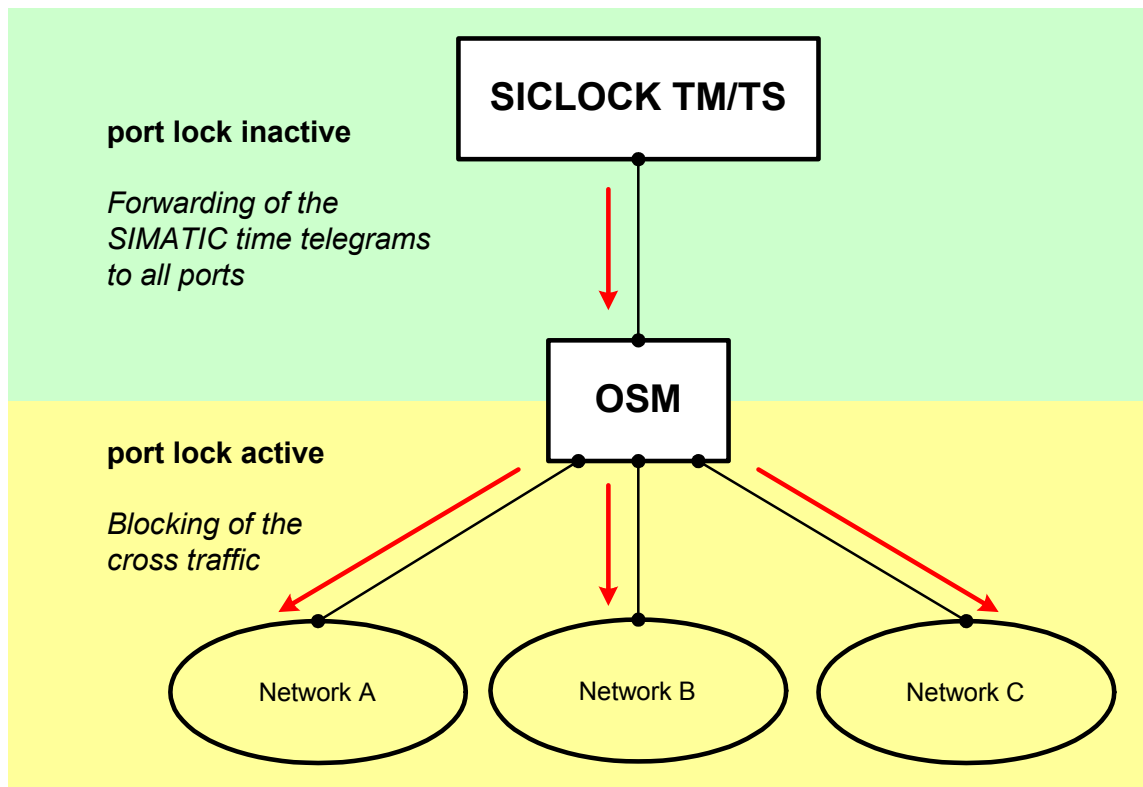 SICLOCK TM/TS
port lock inactive
Forwarding of the
SIMATIC time telegrams
to all ports
OSM
port lock active
Blocking of the
cross traffic
Network A
Network B
Network C